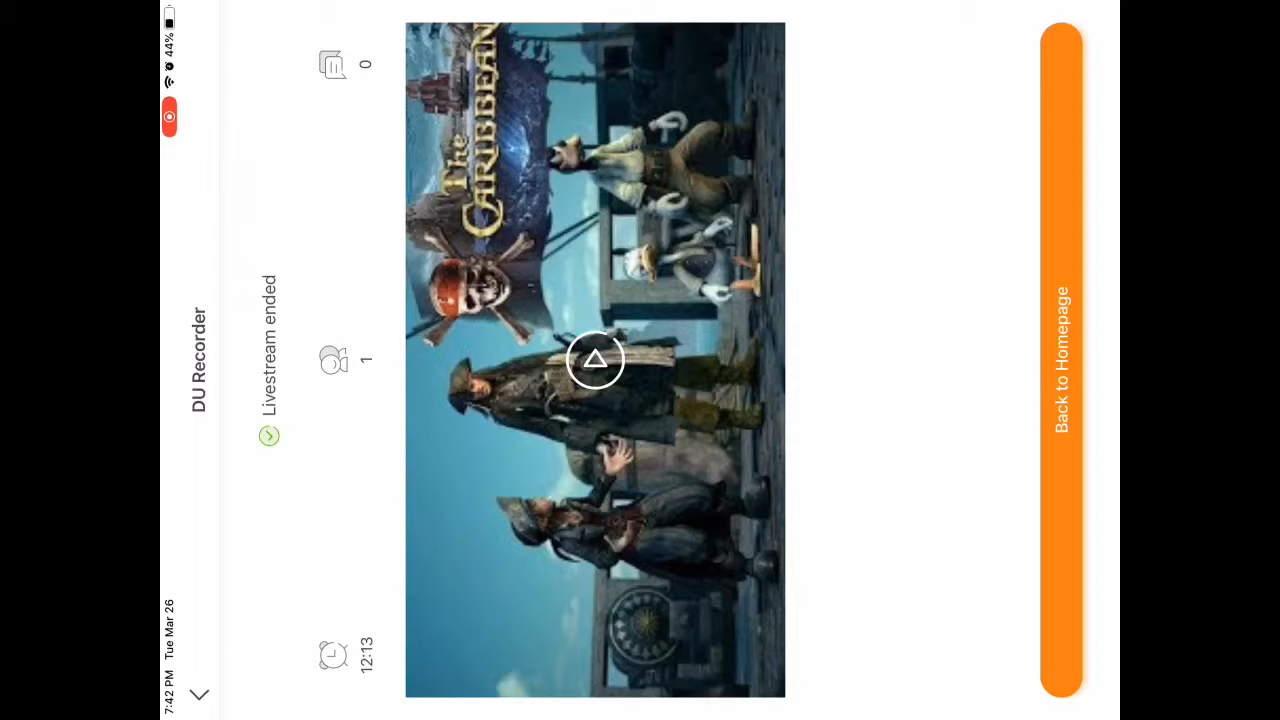 7:42 PM Tue Mar 26
44%
DU Recorder
Livestream ended
12:13
1
0
The
CARIBBEAN
Back to Homepage